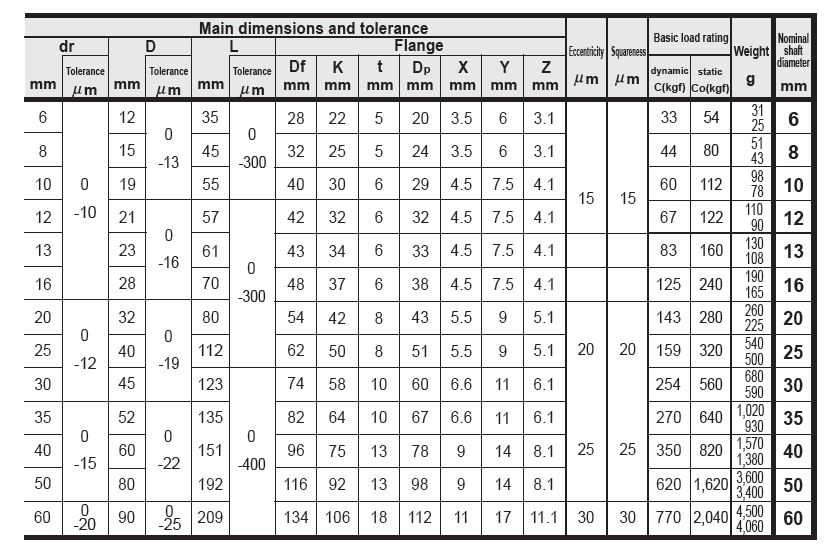 Main dimensions and tolerance
dr D L Flange Eccentricity Squareness Basic load rating Weight Nominal shaft diameter
mm Tolerance μm mm Tolerance μm mm Tolerance μm Df mm K mm t mm Dp mm X mm Y mm Z mm μm μm dynamic C(kgf) static Co(kgf) g mm
6 0 -10 12 0 -13 35 0 -300 28 22 5 20 3.5 6 3.1 15 15 33 54 31 25 6
8 15 45 32 25 5 24 3.5 6 3.1 44 80 51 43 8
10 19 55 40 30 6 29 4.5 7.5 4.1 60 112 98 78 10
12 21 0 -16 57 0 -300 42 32 6 32 4.5 7.5 4.1 67 122 110 90 12
13 23 61 43 34 6 33 4.5 7.5 4.1 83 160 130 108 13
16 28 70 48 37 6 38 4.5 7.5 4.1 125 240 190 165 16
20 0 -12 32 0 -19 80 54 42 8 43 5.5 9 5.1 20 20 143 280 260 225 20
25 40 112 62 50 8 51 5.5 9 5.1 159 320 540 500 25
30 45 123 0 -400 74 58 10 60 6.6 11 6.1 254 560 680 590 30
35 0 -15 52 0 -22 135 82 64 10 67 6.6 11 6.1 25 25 270 640 1,020 930 35
40 60 151 96 75 13 78 9 14 8.1 350 820 1,570 1,380 40
50 80 192 116 92 13 98 9 14 8.1 620 1,620 3,600 3,400 50
60 0 -20 90 0 -25 209 134 106 18 112 11 17 11.1 30 30 770 2,040 4,500 4,060 60